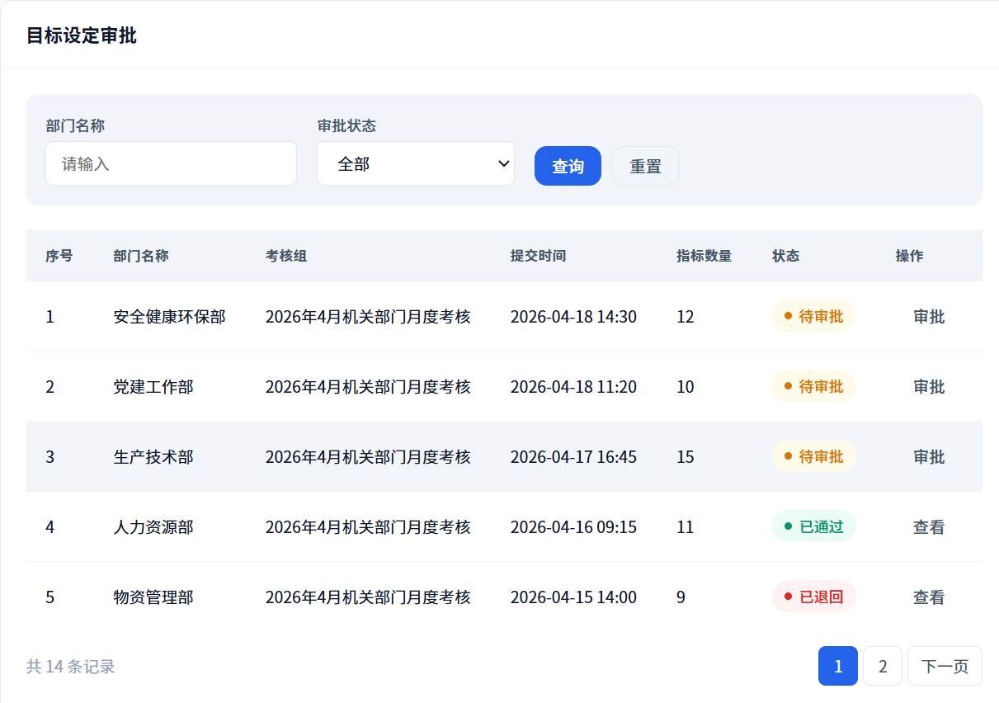 目标设定审批
部门名称 审批状态
请输入 全部 查询 重置
序号 部门名称 考核组 提交时间 指标数量 状态 操作
1 安全健康环保部 2026年4月机关部门月度考核 2026-04-18 14:30 12 待审批 审批
2 党建工作部 2026年4月机关部门月度考核 2026-04-18 11:20 10 待审批 审批
3 生产技术部 2026年4月机关部门月度考核 2026-04-17 16:45 15 待审批 审批
4 人力资源部 2026年4月机关部门月度考核 2026-04-16 09:15 11 已通过 查看
5 物资管理部 2026年4月机关部门月度考核 2026-04-15 14:00 9 已退回 查看
共 14 条记录 1 2 下一页